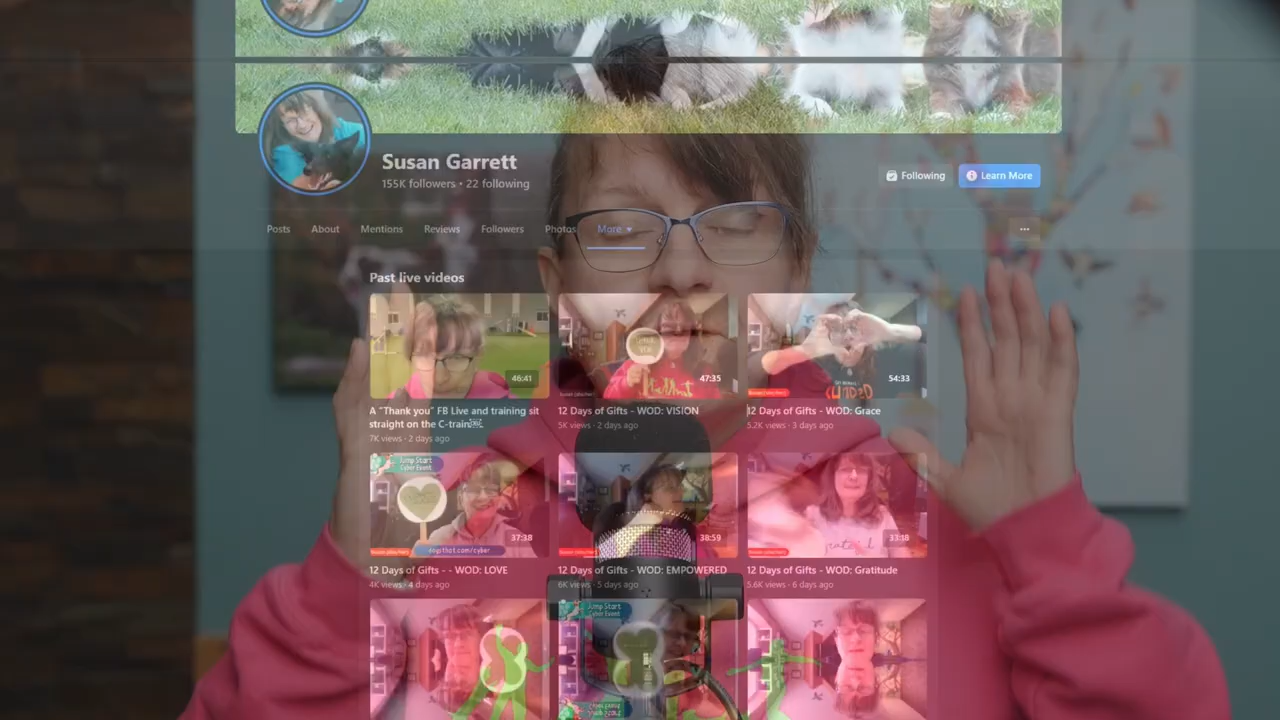 Susan Garrett
155K followers • 22 following
Following
Learn More
Posts
About
Mentions
Reviews
Followers
Photos
More
Past live videos
46:41
47:35
54:33
A "Thank you" FB Live and training sit
straight on the C-train
7K views · 2 days ago
12 Days of Gifts - WOD: VISION
5K views · 2 days ago
12 Days of Gifts - WOD: Grace
5.2K views · 3 days ago
Jump Start
Cyber Event
dogsthat.com/cyber
37:38
38:59
33:18
12 Days of Gifts - - WOD: LOVE
4K views · 4 days ago
12 Days of Gifts - WOD: EMPOWERED
6K views · 5 days ago
12 Days of Gifts - WOD: Gratitude
5.6K views · 6 days ago
Jump Start
Cyber Event